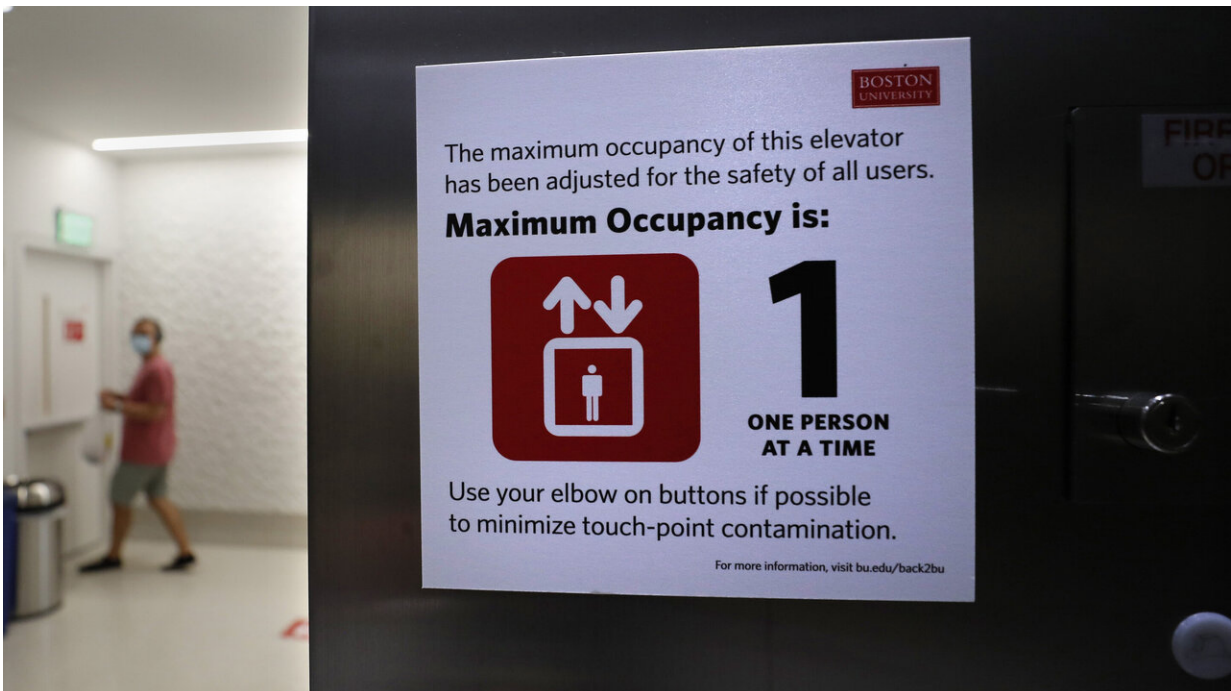 BOSTON
UNIVERSITY
The maximum occupancy of this elevator
has been adjusted for the safety of all users.
Maximum Occupancy is:
1
ONE PERSON
AT A TIME
Use your elbow on buttons if possible
to minimize touch-point contamination.
For more information, visit bu.edu/back2bu